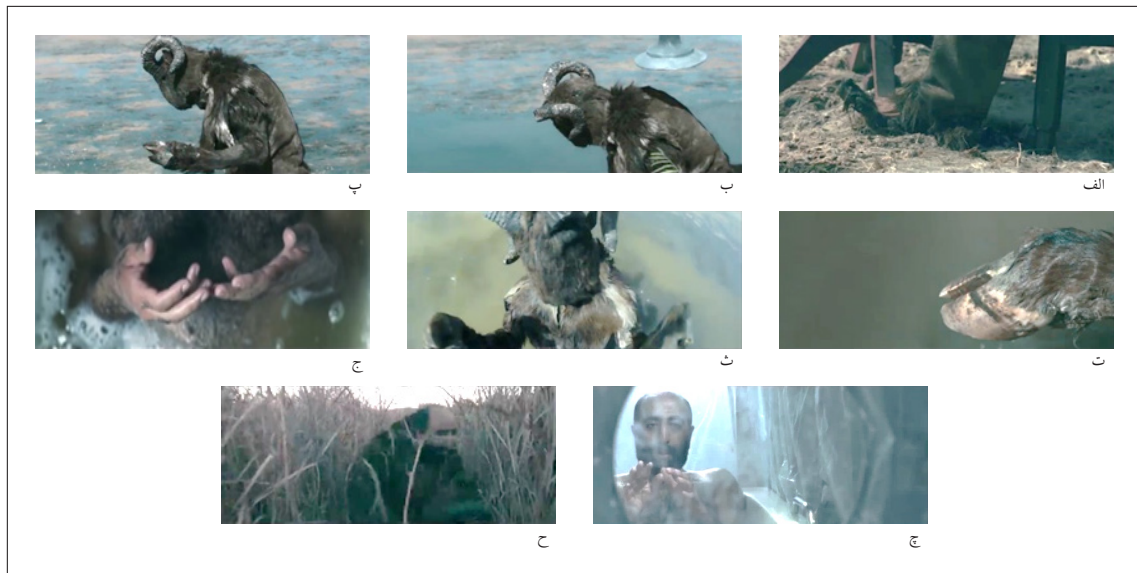 الف ب پ
ت ث ج
چ ح